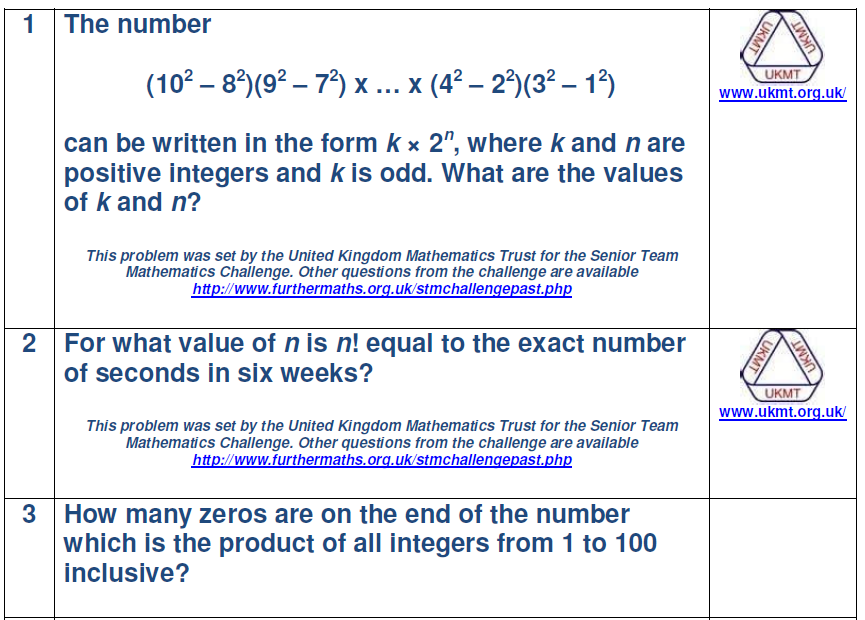 1 The number
(10² – 8²)(9² – 7²) x … x (4² – 2²)(3² – 1²)
can be written in the form k × 2ⁿ, where k and n are
positive integers and k is odd. What are the values
of k and n?
This problem was set by the United Kingdom Mathematics Trust for the Senior Team
Mathematics Challenge. Other questions from the challenge are available
http://www.furthermaths.org.uk/stmchallengepast.php
UKMT
UKMT
UKMT
www.ukmt.org.uk/
2 For what value of n is n! equal to the exact number
of seconds in six weeks?
This problem was set by the United Kingdom Mathematics Trust for the Senior Team
Mathematics Challenge. Other questions from the challenge are available
http://www.furthermaths.org.uk/stmchallengepast.php
UKMT
UKMT
UKMT
www.ukmt.org.uk/
3 How many zeros are on the end of the number
which is the product of all integers from 1 to 100
inclusive?